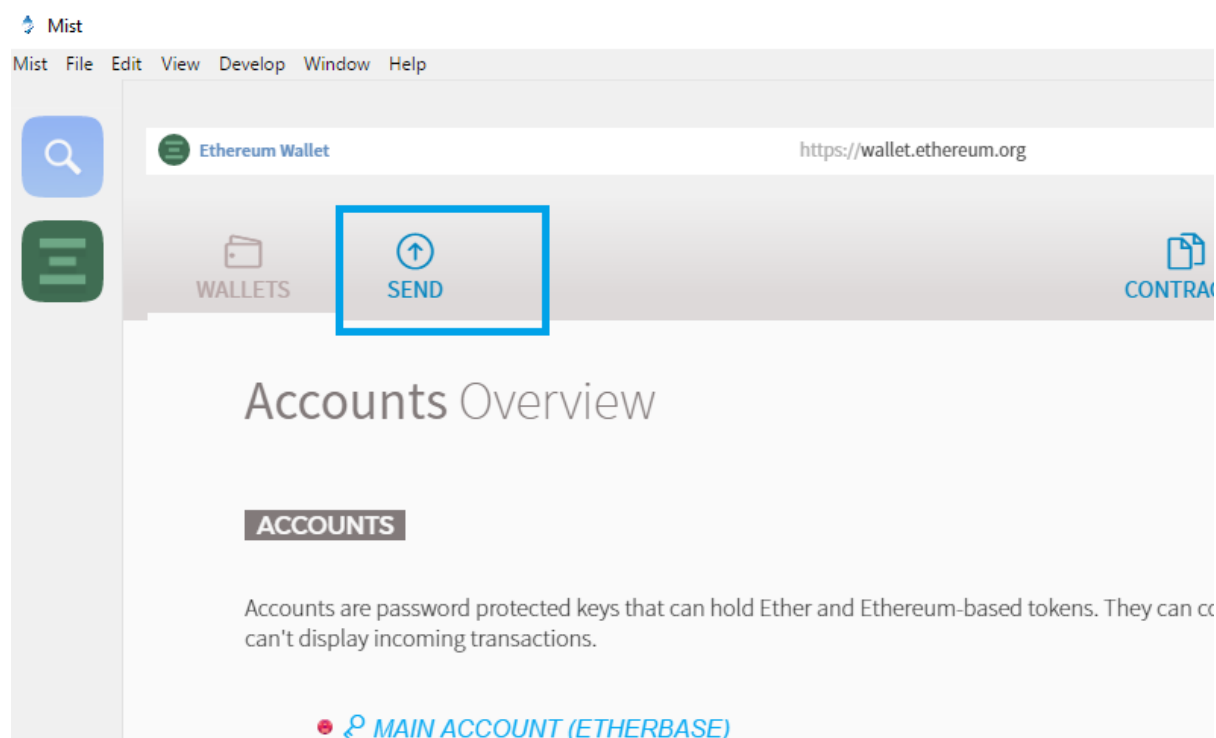 Mist
Mist File Edit View Develop Window Help
Ethereum Wallet https://wallet.ethereum.org
WALLETS SEND
Accounts Overview
ACCOUNTS
Accounts are password protected keys that can hold Ether and Ethereum-based tokens. They can
can't display incoming transactions.
MAIN ACCOUNT (ETHERBASE)